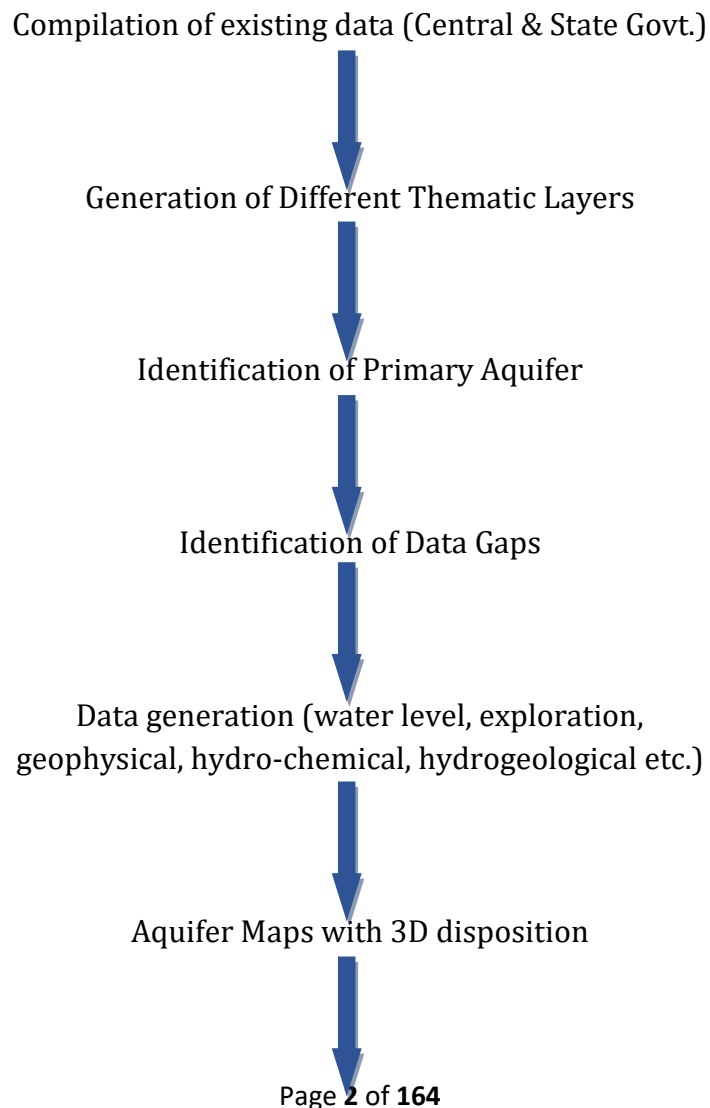 Compilation of existing data (Central & State Govt.)
Generation of Different Thematic Layers
Identification of Primary Aquifer
Identification of Data Gaps
Data generation (water level, exploration,
geophysical, hydro-chemical, hydrogeological etc.)
Aquifer Maps with 3D disposition
Page 2 of 164